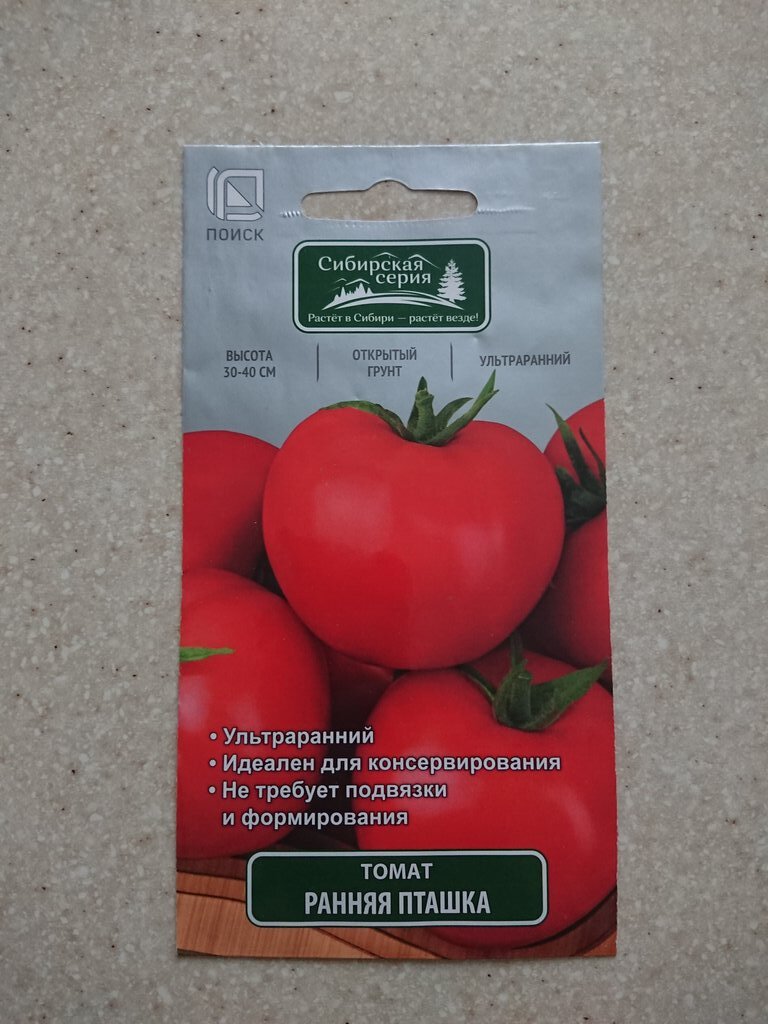 ПОИСК
Сибирская
серия
Растёт в Сибири — растёт везде!
ВЫСОТА
30-40 СМ
ОТКРЫТЫЙ
ГРУНТ
УЛЬТРАРАННИЙ
• Ультраранний
• Идеален для консервирования
• Не требует подвязки
и формирования
ТОМАТ
РАННЯЯ ПТАШКА